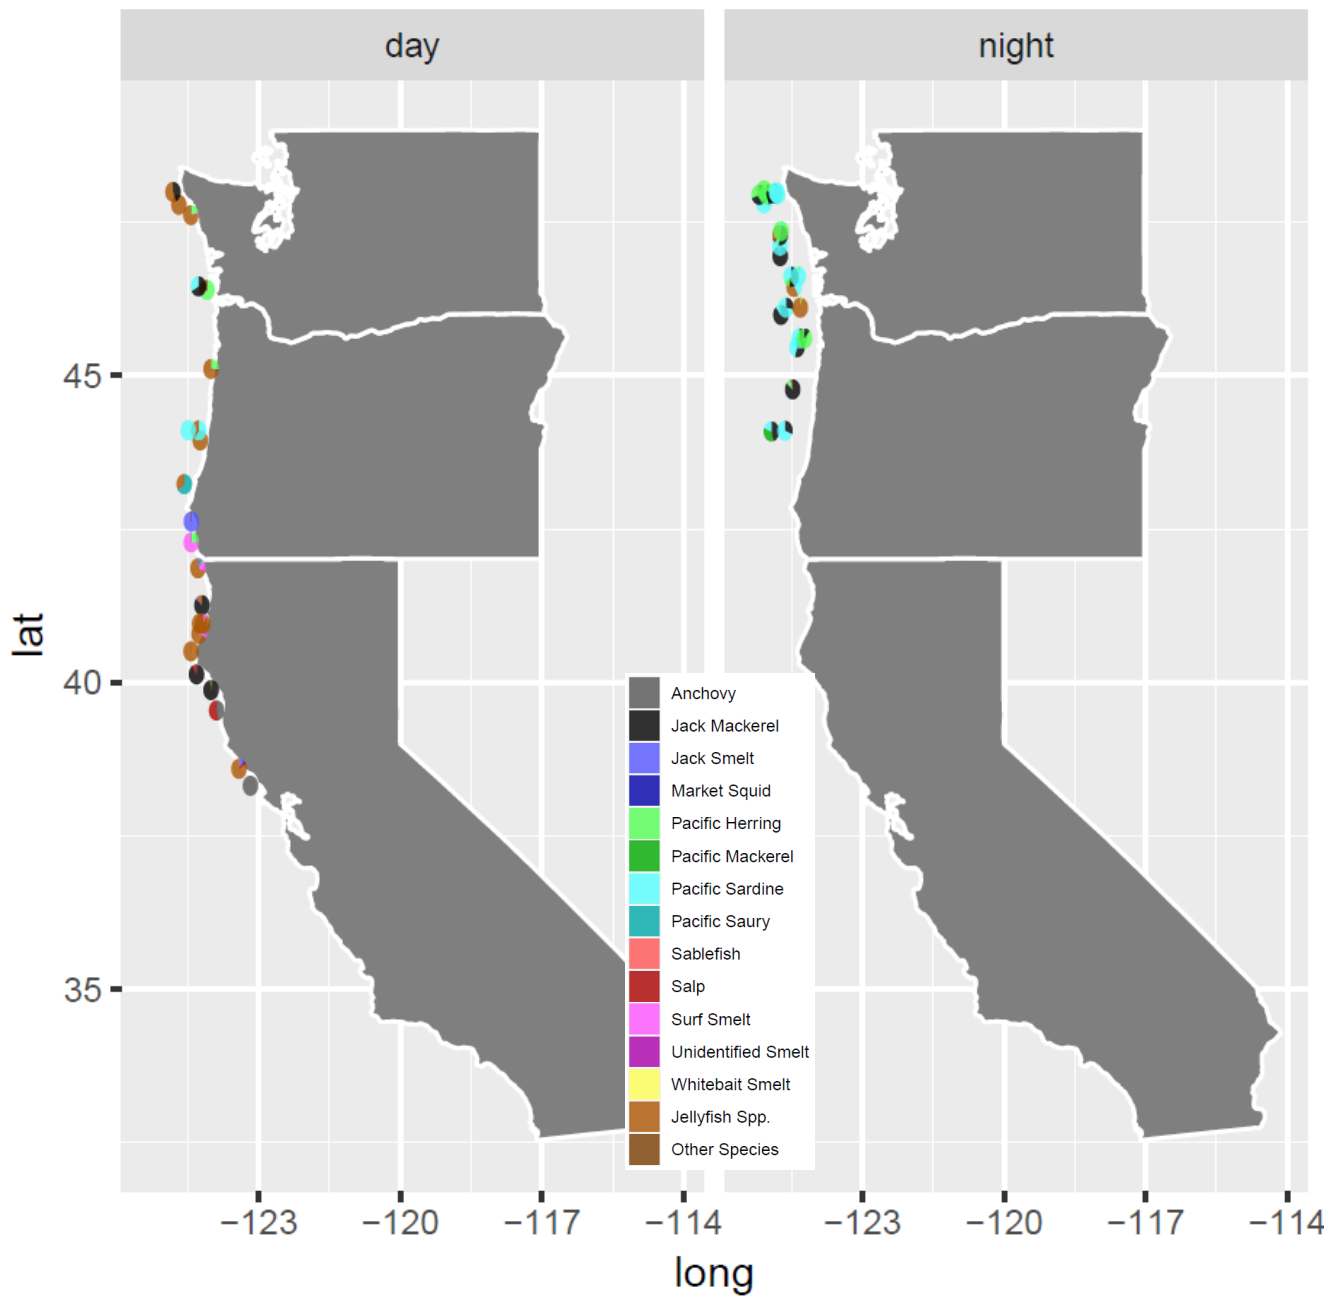 day
night
lat
45
40
35
Anchovy
Jack Mackerel
Jack Smelt
Market Squid
Pacific Herring
Pacific Mackerel
Pacific Sardine
Pacific Saury
Sablefish
Salp
Surf Smelt
Unidentified Smelt
Whitebait Smelt
Jellyfish Spp.
Other Species
−123 −120 −117 −114 −123 −120 −117 −114
long